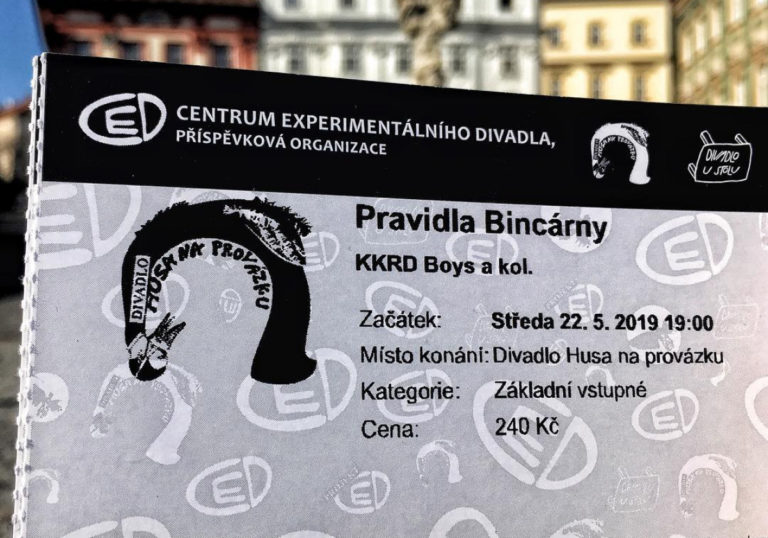 CED CENTRUM EXPERIMENTÁLNÍHO DIVADLA,
PŘÍSPĚVKOVÁ ORGANIZACE
DIVADLO
U STOLU
DIVADLO
HUSA NA PROVÁZKU
Pravidla Bincárny
KKRD Boys a kol.
Začátek: Středa 22. 5. 2019 19:00
Místo konání: Divadlo Husa na provázku
Kategorie: Základní vstupné
Cena: 240 Kč